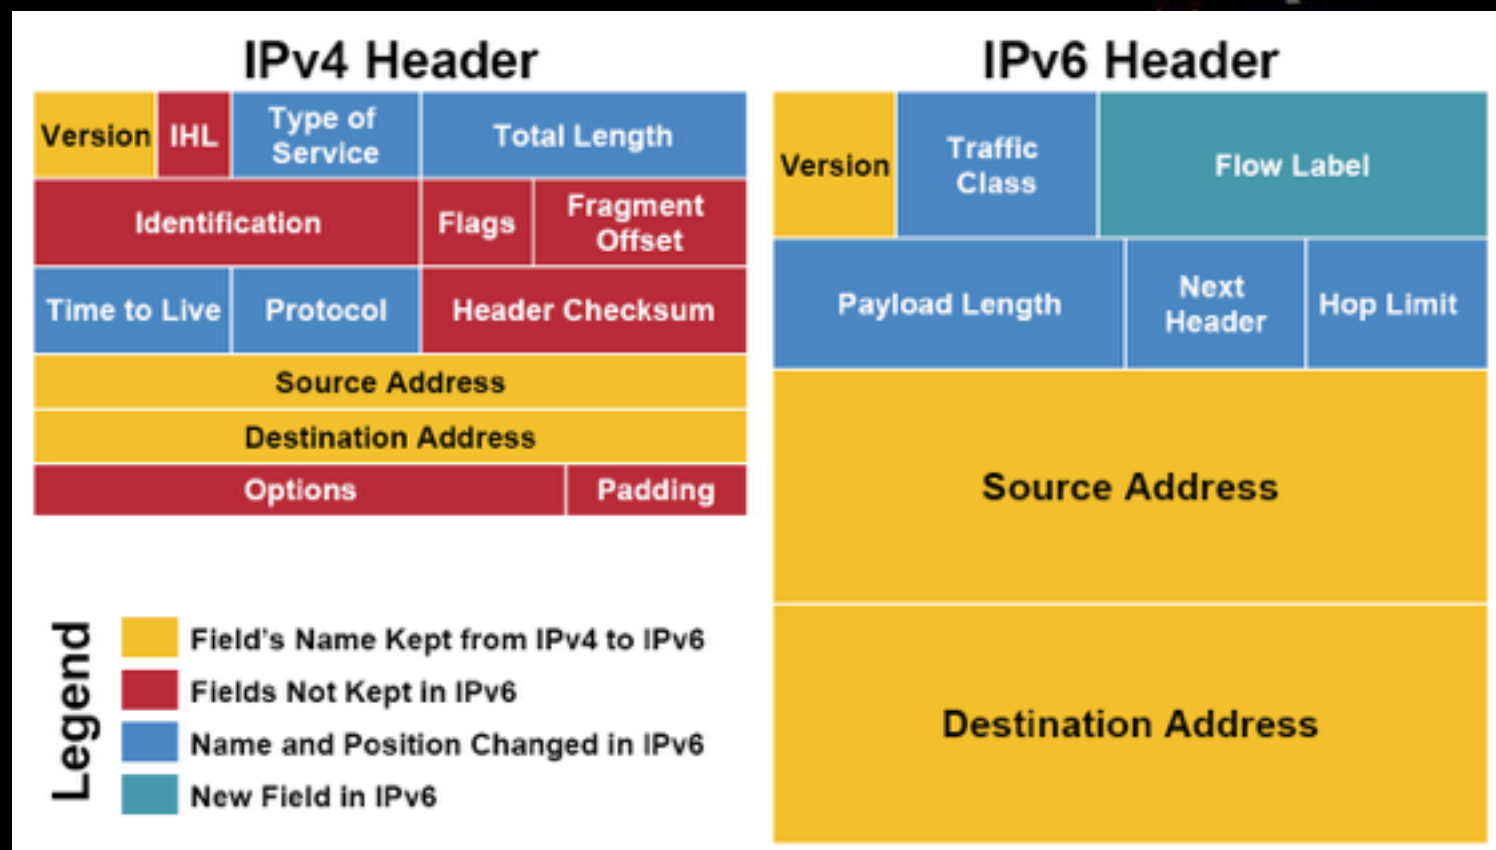 IPv4 Header
Version
IHL
Type of
Service
Total Length
Identification
Flags
Fragment
Offset
Time to Live
Protocol
Header Checksum
Source Address
Destination Address
Options
Padding
Legend
Field's Name Kept from IPv4 to IPv6
Fields Not Kept in IPv6
Name and Position Changed in IPv6
New Field in IPv6
IPv6 Header
Version
Traffic
Class
Flow Label
Payload Length
Next
Header
Hop Limit
Source Address
Destination Address